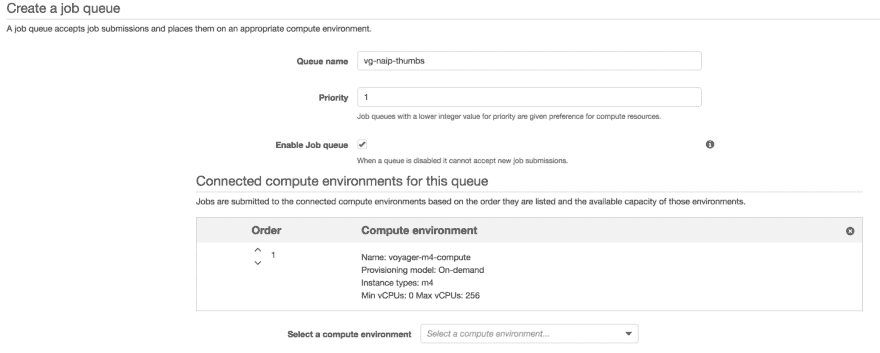 Create a job queue
A job queue accepts job submissions and places them on an appropriate compute environment.
Queue name vg-naip-thumbs
Priority 1
Job queues with a lower integer value for priority are given preference for compute resources.
Enable Job queue
When a queue is disabled it cannot accept new job submissions.
Connected compute environments for this queue
Jobs are submitted to the connected compute environments based on the order they are listed and the available capacity of those environments.
Order Compute environment
1 Name: voyager-m4-compute
Provisioning model: On-demand
Instance types: m4
Min vCPUs: 0 Max vCPUs: 256
Select a compute environment Select a compute environment...